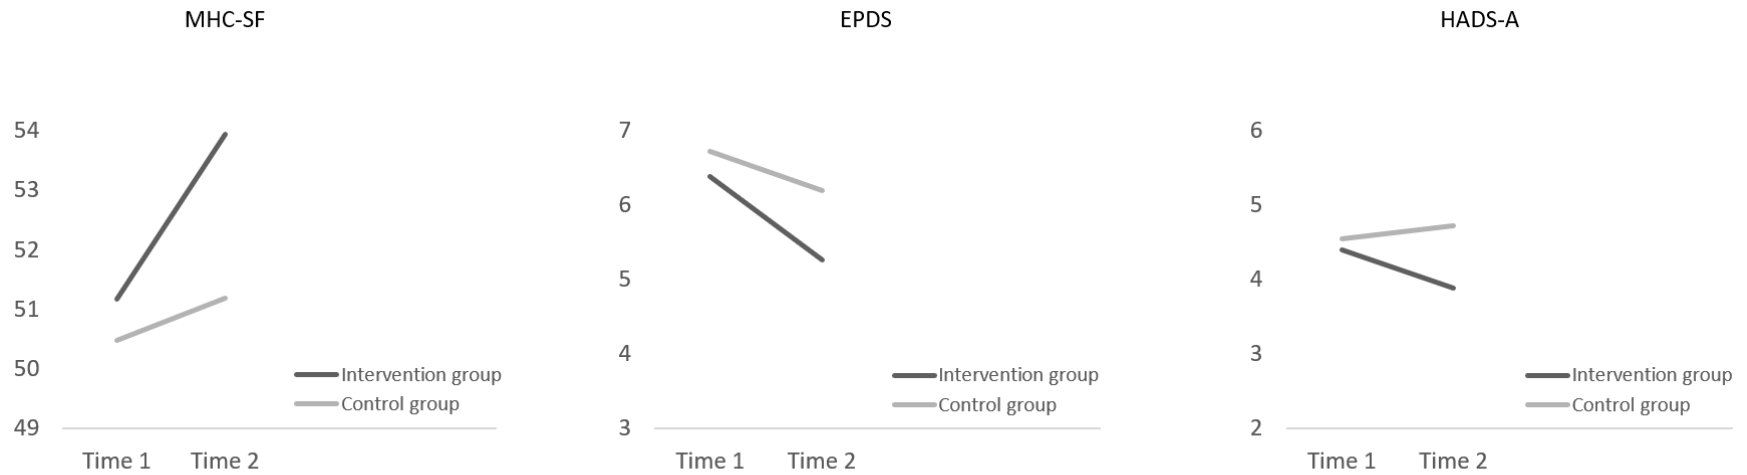 MHC-SF
54
53
52
51
50
49
Time 1 Time 2
Intervention group
Control group
EPDS
7
6
5
4
3
Time 1 Time 2
Intervention group
Control group
HADS-A
6
5
4
3
2
Time 1 Time 2
Intervention group
Control group